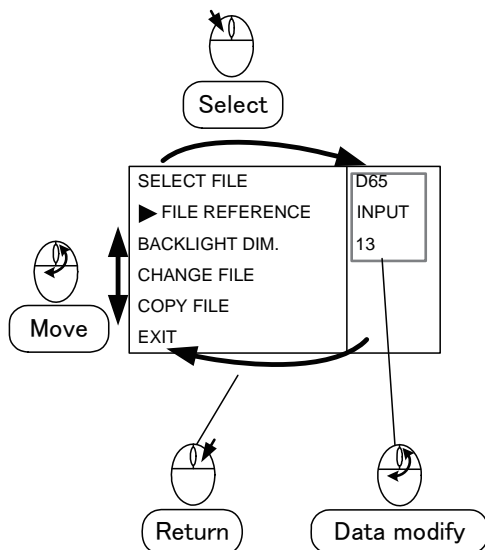 Select
SELECT FILE D65
▶ FILE REFERENCE INPUT
BACKLIGHT DIM. 13
CHANGE FILE
COPY FILE
EXIT
Move
Return
Data modify